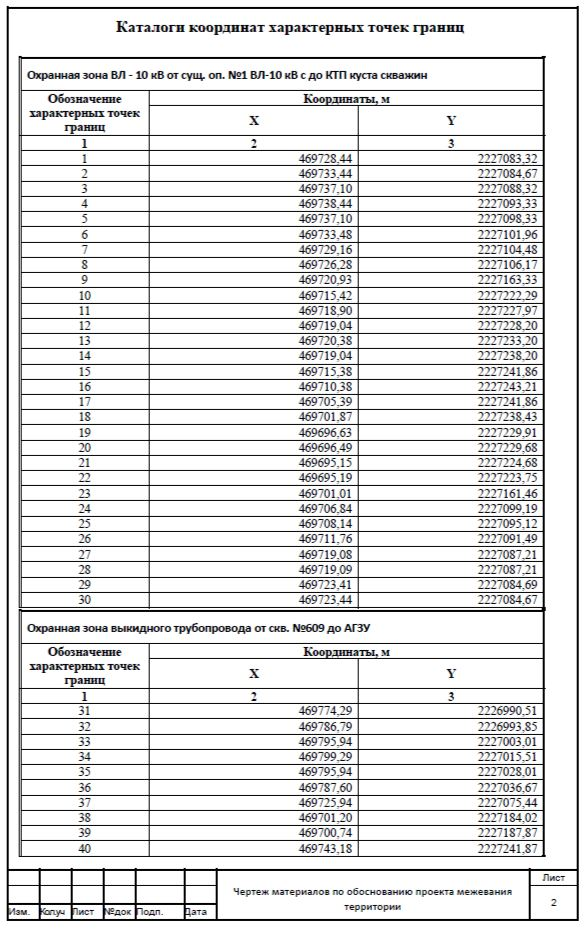 Каталоги координат характерных точек границ
Охранная зона ВЛ - 10 кВ от сущ. оп. №1 ВЛ-10 кВ с до КТП куста скважин
Обозначение характерных точек границ Координаты, м
X Y
1 2 3
1 469728,44 2227083,32
2 469733,44 2227084,67
3 469737,10 2227088,32
4 469738,44 2227093,33
5 469737,10 2227098,33
6 469733,48 2227101,96
7 469729,16 2227104,48
8 469726,28 2227106,17
9 469720,93 2227163,33
10 469715,42 2227222,29
11 469718,90 2227227,97
12 469719,04 2227228,20
13 469720,38 2227233,20
14 469719,04 2227238,20
15 469715,38 2227241,86
16 469710,38 2227243,21
17 469705,39 2227241,86
18 469701,87 2227238,43
19 469696,63 2227229,91
20 469696,49 2227229,68
21 469695,15 2227224,68
22 469695,19 2227223,75
23 469701,01 2227161,46
24 469706,84 2227099,19
25 469708,14 2227095,12
26 469711,76 2227091,49
27 469719,08 2227087,21
28 469719,09 2227087,21
29 469723,41 2227084,69
30 469723,44 2227084,67
Охранная зона выкидного трубопровода от скв. №609 до АГЗУ
Обозначение характерных точек границ Координаты, м
X Y
1 2 3
31 469774,29 2226990,51
32 469786,79 2226993,85
33 469795,94 2227003,01
34 469799,29 2227015,51
35 469795,94 2227028,01
36 469787,60 2227036,67
37 469725,94 2227075,44
38 469701,20 2227184,02
39 469700,74 2227187,87
40 469743,18 2227241,87
Чертеж материалов по обоснованию проекта межевания
территории
Лист
2
Изм. Кол.уч Лист №док Подп. Дата